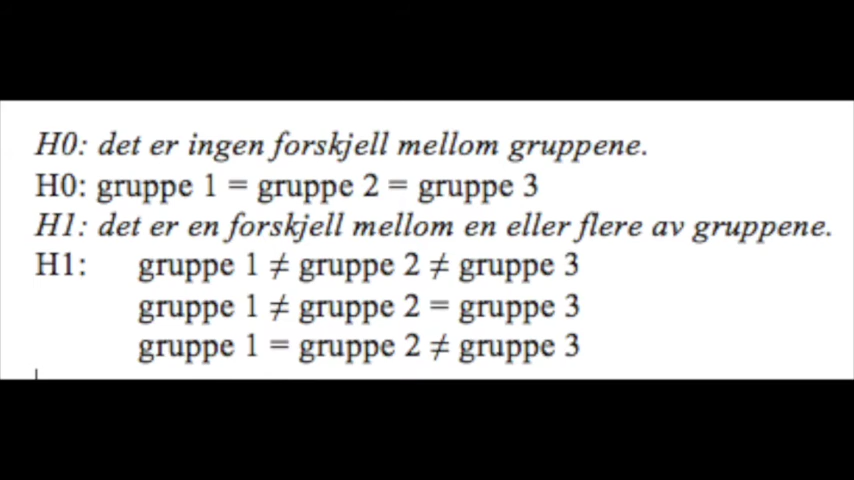 H0: det er ingen forskjell mellom gruppene.
H0: gruppe 1 = gruppe 2 = gruppe 3
H1: det er en forskjell mellom en eller flere av gruppene.
H1: gruppe 1 ≠ gruppe 2 ≠ gruppe 3
gruppe 1 ≠ gruppe 2 = gruppe 3
gruppe 1 = gruppe 2 ≠ gruppe 3